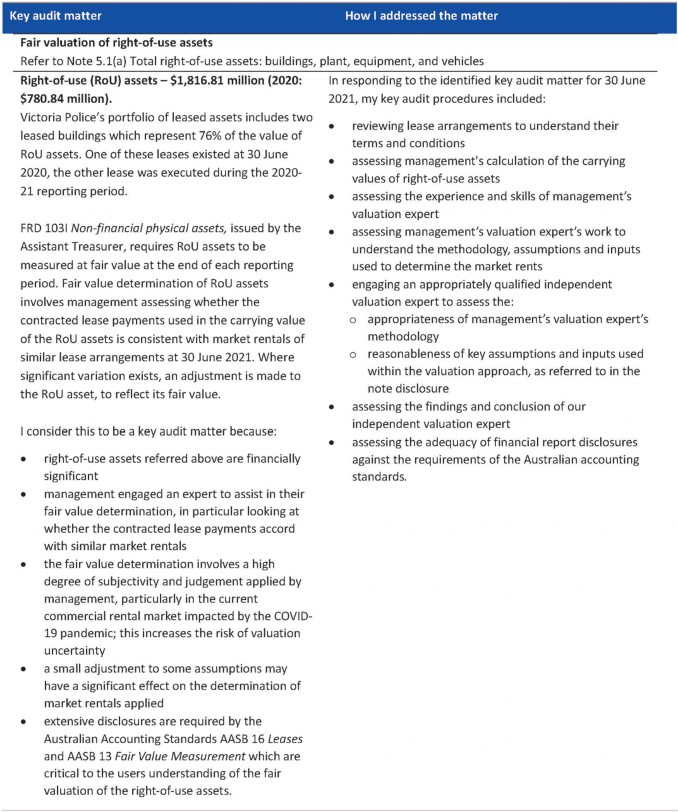 Key audit matter
How I addressed the matter
Fair valuation of right-of-use assets
Refer to Note 5.1(a) Total right-of-use assets: buildings, plant, equipment, and vehicles
Right-of-use (RoU) assets – $1,816.81 million (2020:
$780.84 million).
Victoria Police's portfolio of leased assets includes two
leased buildings which represent 76% of the value of
RoU assets. One of these leases existed at 30 June
2020, the other lease was executed during the 2020-
21 reporting period.
FRD 103I Non-financial physical assets, issued by the
Assistant Treasurer, requires RoU assets to be
measured at fair value at the end of each reporting
period. Fair value determination of RoU assets
involves management assessing whether the
contracted lease payments used in the carrying value
of the RoU assets is consistent with market rentals of
similar lease arrangements at 30 June 2021. Where
significant variation exists, an adjustment is made to
the RoU asset, to reflect its fair value.
I consider this to be a key audit matter because:
• right-of-use assets referred above are financially
significant
• management engaged an expert to assist in their
fair value determination, in particular looking at
whether the contracted lease payments accord
with similar market rentals
• the fair value determination involves a high
degree of subjectivity and judgement applied by
management, particularly in the current
commercial rental market impacted by the COVID-
19 pandemic; this increases the risk of valuation
uncertainty
• a small adjustment to some assumptions may
have a significant effect on the determination of
market rentals applied
• extensive disclosures are required by the
Australian Accounting Standards AASB 16 Leases
and AASB 13 Fair Value Measurement which are
critical to the users understanding of the fair
valuation of the right-of-use assets.
In responding to the identified key audit matter for 30 June
2021, my key audit procedures included:
• reviewing lease arrangements to understand their
terms and conditions
• assessing management's calculation of the carrying
values of right-of-use assets
• assessing the experience and skills of management's
valuation expert
• assessing management's valuation expert's work to
understand the methodology, assumptions and inputs
used to determine the market rents
• engaging an appropriately qualified independent
valuation expert to assess the:
o appropriateness of management's valuation expert's
methodology
o reasonableness of key assumptions and inputs used
within the valuation approach, as referred to in the
note disclosure
• assessing the findings and conclusion of our
independent valuation expert
• assessing the adequacy of financial report disclosures
against the requirements of the Australian accounting
standards.